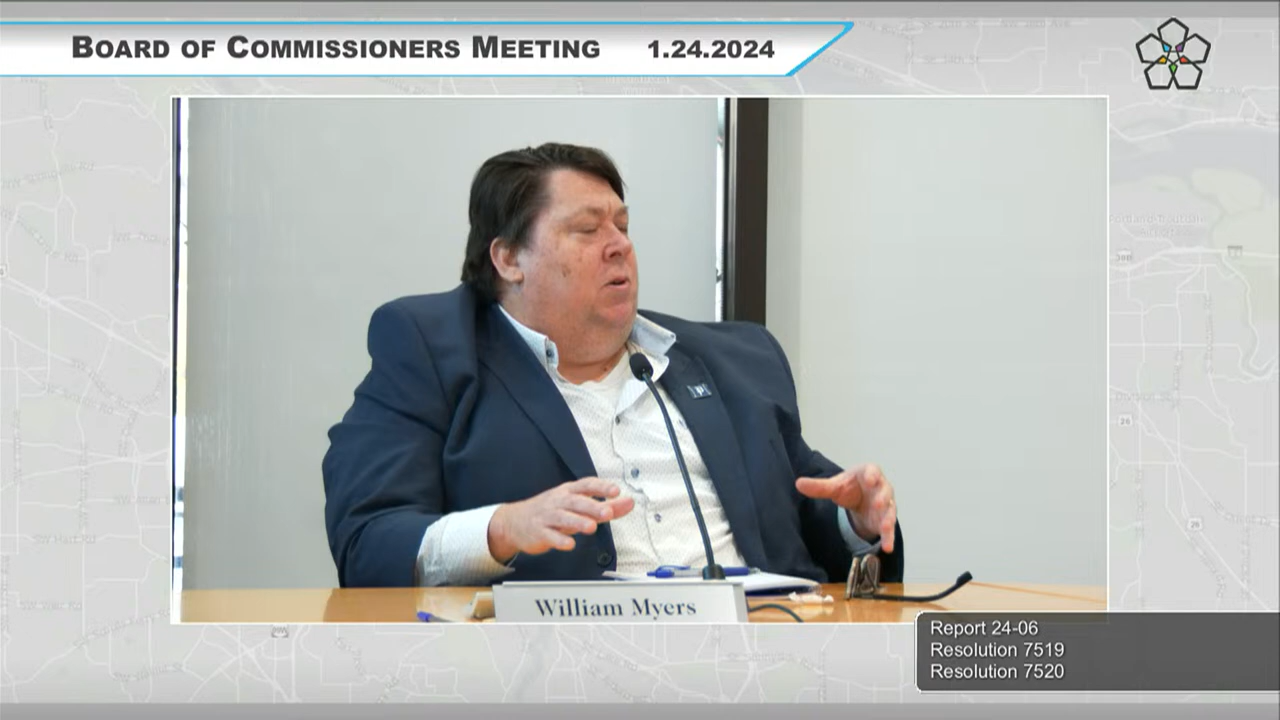 BOARD OF COMMISSIONERS MEETING 1.24.2024
William Myers
Report 24-06
Resolution 7519
Resolution 7520